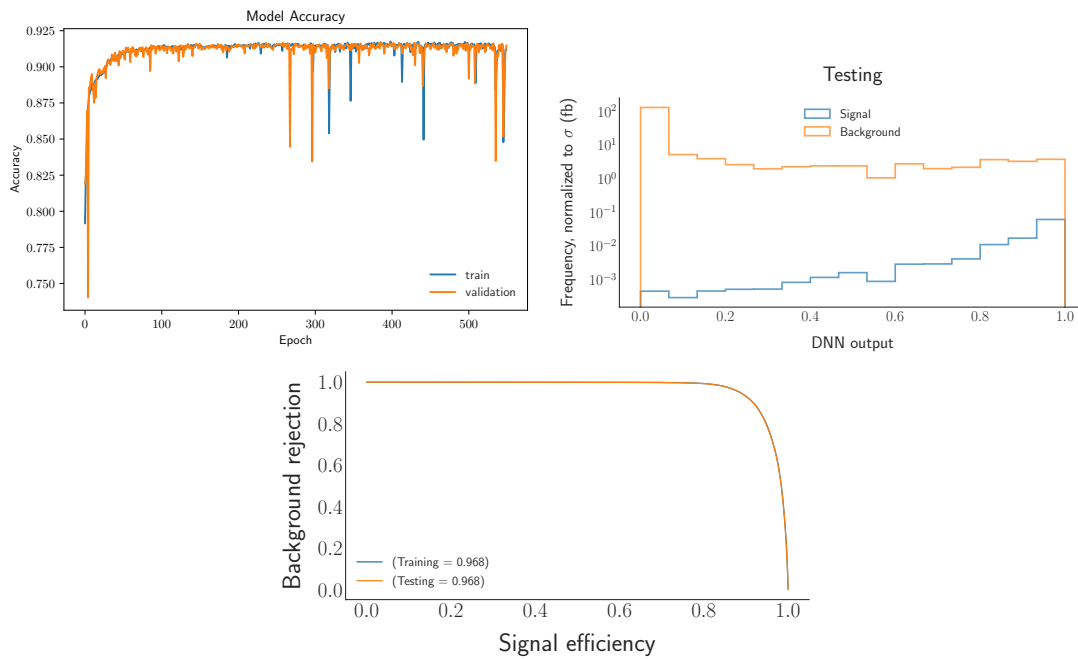 Model Accuracy
0.925
0.900
0.875
0.850
0.825
0.800
0.775
0.750
Accuracy
0
100
200
300
400
500
Epoch
train
validation
Testing
Signal
Background
10²
10¹
10⁰
10⁻¹
10⁻²
10⁻³
Frequency, normalized to σ (fb)
0.0
0.2
0.4
0.6
0.8
1.0
DNN output
1.0
0.8
0.6
0.4
0.2
0.0
Background rejection
(Training = 0.968)
(Testing = 0.968)
0.0
0.2
0.4
0.6
0.8
1.0
Signal efficiency